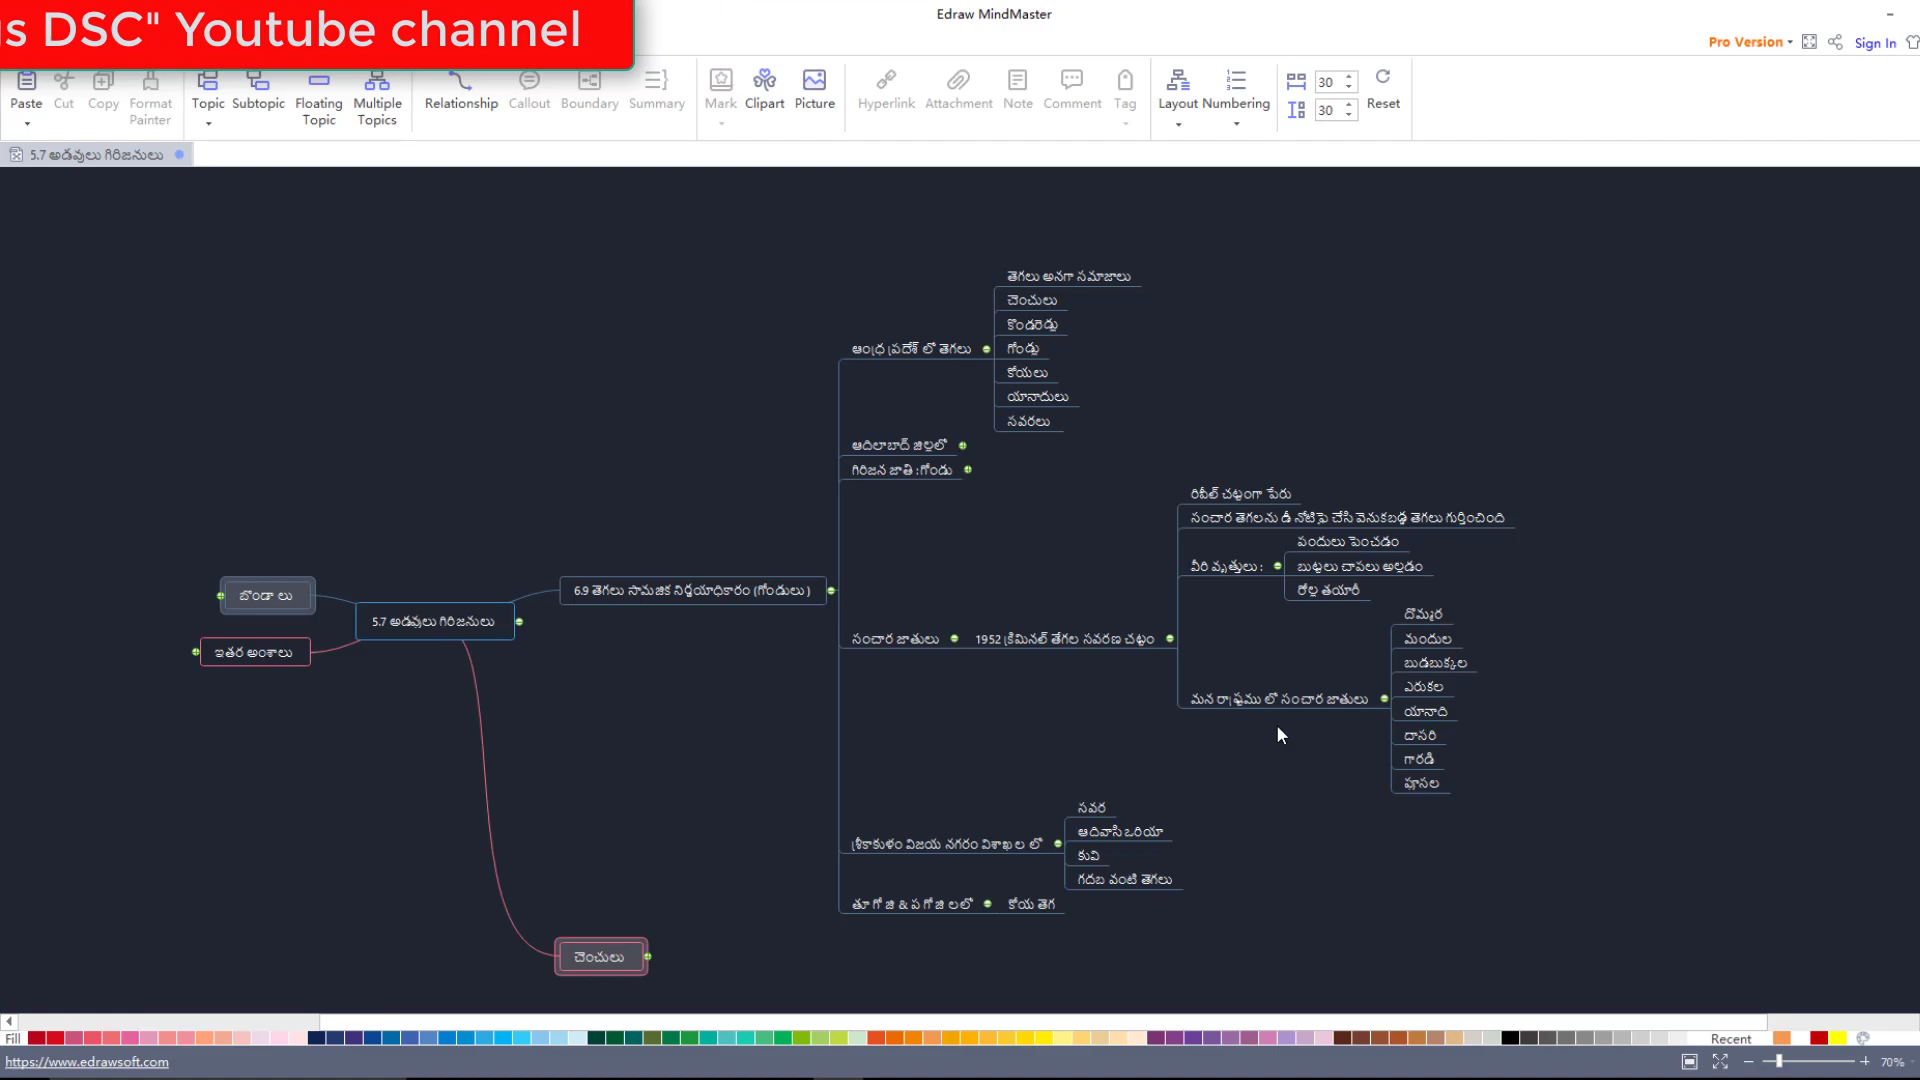 gs DSC" Youtube channel
Edraw MindMaster
Pro Version
Sign In
Paste
Cut
Copy
Format Painter
Topic
Subtopic
Floating Topic
Multiple Topics
Relationship
Callout
Boundary
Summary
Mark
Clipart
Picture
Hyperlink
Attachment
Note
Comment
Tag
Layout
Numbering
30
30
Reset
5.7 అడవులు గిరిజనులు
తెగలు అనగా సమాజాలు
చెంచులు
కొండరెడ్లు
ఆంధ్ర ప్రదేశ్ లో తెగలు
గోండ్లు
కోయలు
యానాదులు
సవరలు
ఆదిలాబాద్ జిల్లలో
గిరిజన జాతి :గోండు
రిపీల్ చట్టంగా పేరు
సంచార తెగలను డీ నోటిఫై చేసి వెనుకబడ్డ తెగలు గుర్తించింది
పందులు పెంచడం
వీరి వృత్తులు :
బుట్టలు చాపలు అల్లడం
రోల్ల తయారీ
బొండా లు
5.7 అడవులు గిరిజనులు
6.9 తెగలు సామజిక నిర్ణయాధికారం (గోండులు )
దొమ్మర
సంచార జాతులు
1952 క్రిమినల్ తేగల సవరణ చట్టం
మందుల
ఇతర అంశాలు
బుడబుక్కల
ఎరుకల
మన రాష్ట్రము లో సంచార జాతులు
యానాది
దాసరి
గారడీ
పూసల
సవర
ఆదివాసి ఒరియా
శ్రీకాకుళం విజయ నగరం విశాఖల లో
కువి
గదబ వంటి తెగలు
తూ గో జి & ప గో జి లలో
కోయ తెగ
చెంచులు
Fill
Recent
https://www.edrawsoft.com
70%